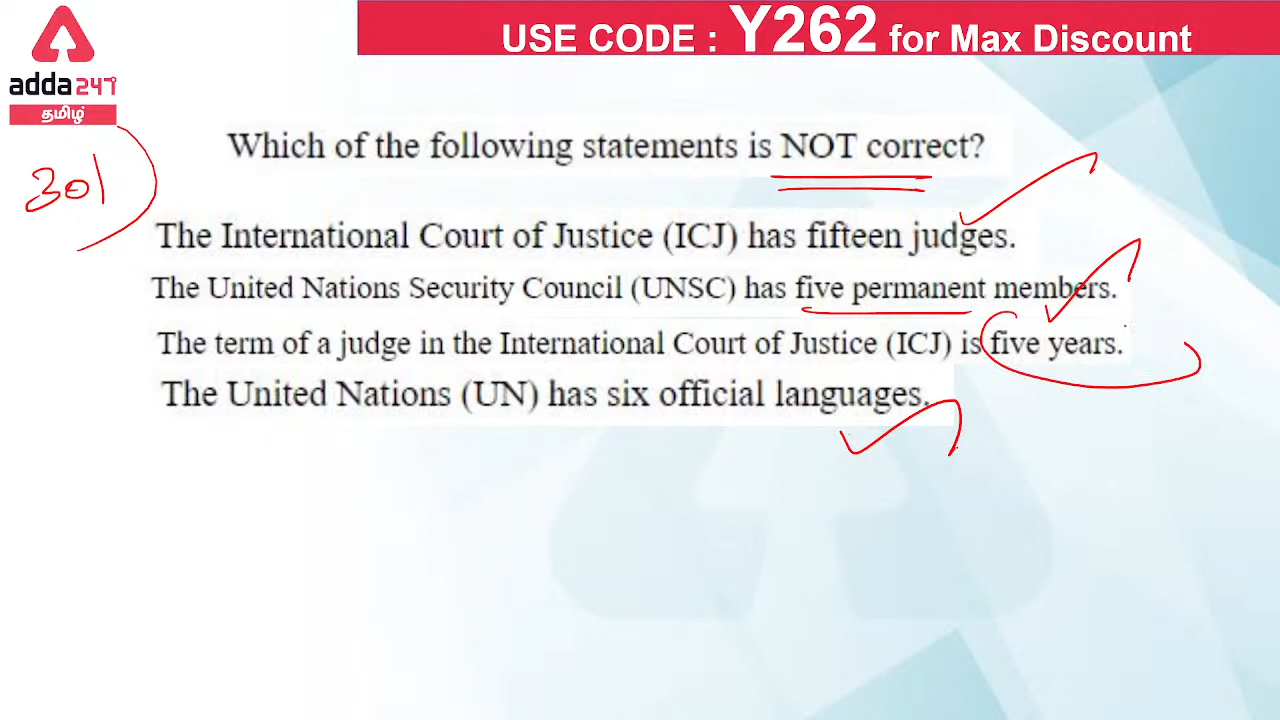 USE CODE : Y262 for Max Discount
adda247
தமிழ்
301
Which of the following statements is NOT correct?
The International Court of Justice (ICJ) has fifteen judges.
The United Nations Security Council (UNSC) has five permanent members.
The term of a judge in the International Court of Justice (ICJ) is five years.
The United Nations (UN) has six official languages.